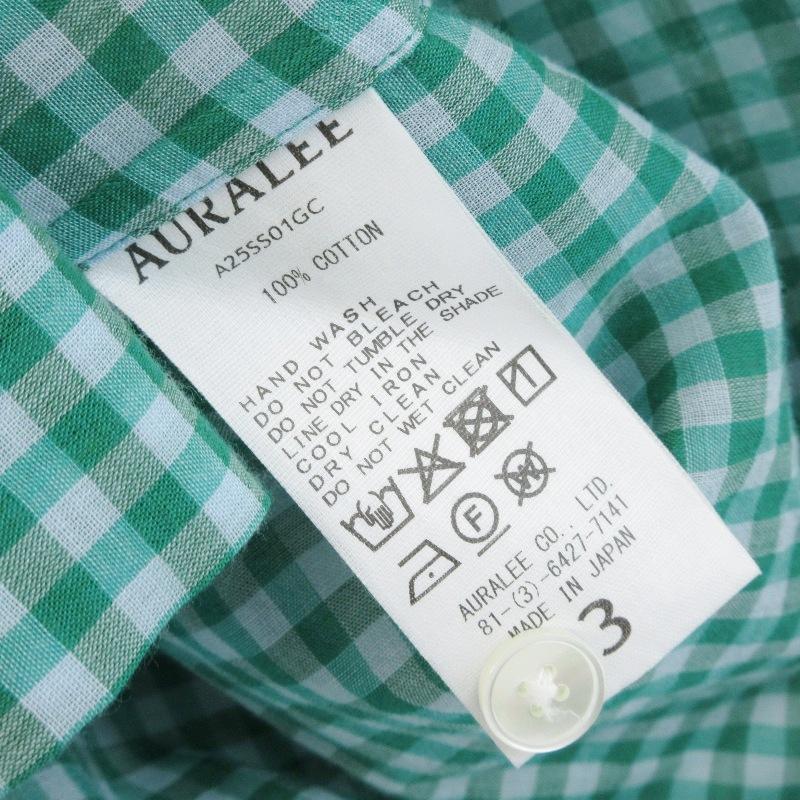 AURALEE
A25SS01GC
100% COTTON
HAND WASH
DO NOT BLEACH
DO NOT TUMBLE DRY
LINE DRY IN THE SHADE
COOL IRON
DRY CLEAN
DO NOT WET CLEAN
F
W
AURALEE CO., LTD.
81-(3)-6427-7141
MADE IN JAPAN
3